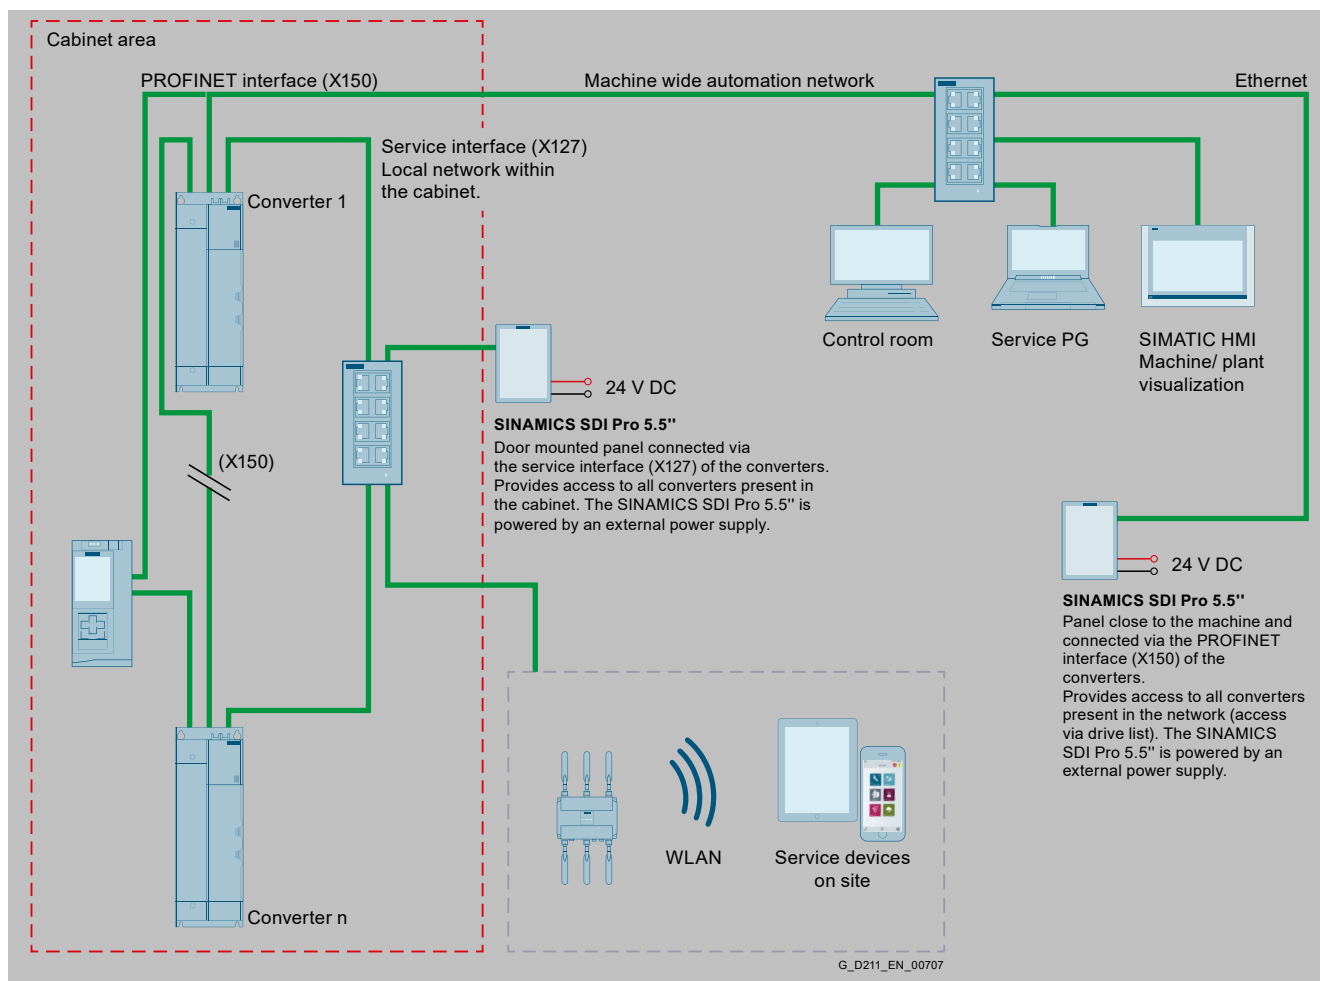 Cabinet area
PROFINET interface (X150)
Machine wide automation network
Ethernet
Service interface (X127)
Local network within
the cabinet.
Converter 1
Control room
Service PG
SIMATIC HMI
Machine/ plant
visualization
24 V DC
SINAMICS SDI Pro 5.5"
Door mounted panel connected via
the service interface (X127) of the converters.
Provides access to all converters present in
the cabinet. The SINAMICS SDI Pro 5.5" is
powered by an external power supply.
(X150)
24 V DC
SINAMICS SDI Pro 5.5"
Panel close to the machine and
connected via the PROFINET
interface (X150) of the
converters.
Provides access to all converters
present in the network (access
via drive list). The SINAMICS
SDI Pro 5.5" is powered by an
external power supply.
WLAN
Service devices
on site
Converter n
G_D211_EN_00707